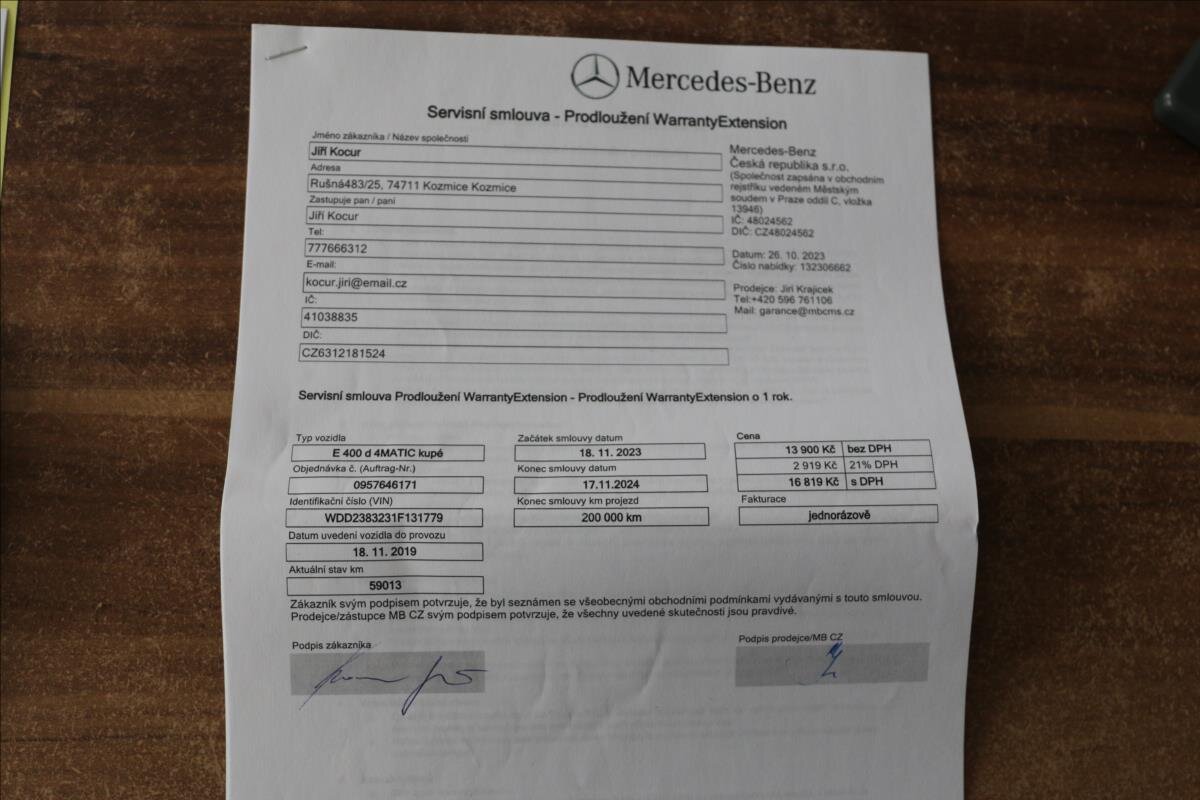 Mercedes-Benz
Servisní smlouva - Prodloužení WarrantyExtension
Jméno zákazníka / Název společnosti
Jiří Kocur
Adresa
Rušná483/25, 74711 Kozmice Kozmice
Zastupuje pan / paní
Jiří Kocur
Tel:
777666312
E-mail:
kocur.jiri@email.cz
IČ:
41038835
DIČ:
CZ6312181524
Mercedes-Benz
Česká republika s.r.o.
(Společnost zapsána v obchodním
rejstříku vedeném Městským
soudem v Praze oddíl C, vložka
13946)
IČ: 48024562
DIČ: CZ48024562
Datum: 26. 10. 2023
Číslo nabídky: 132306662
Prodejce: Jiri Krajicek
Tel:+420 596 761106
Mail: garance@mbcms.cz
Servisní smlouva Prodloužení WarrantyExtension - Prodloužení WarrantyExtension o 1 rok.
Typ vozidla
E 400 d 4MATIC kupé
Objednávka č. (Auftrag-Nr.)
0957646171
Identifikační číslo (VIN)
WDD2383231F131779
Datum uvedení vozidla do provozu
18. 11. 2019
Aktuální stav km
59013
Začátek smlouvy datum
18. 11. 2023
Konec smlouvy datum
17.11.2024
Konec smlouvy km projezd
200 000 km
Cena
13 900 Kč bez DPH
2 919 Kč 21% DPH
16 819 Kč s DPH
Fakturace
jednorázově
Zákazník svým podpisem potvrzuje, že byl seznámen se všeobecnými obchodními podmínkami vydávanými s touto smlouvou.
Prodejce/zástupce MB CZ svým podpisem potvrzuje, že všechny uvedené skutečnosti jsou pravdivé.
Podpis zákazníka
Podpis prodejce/MB CZ